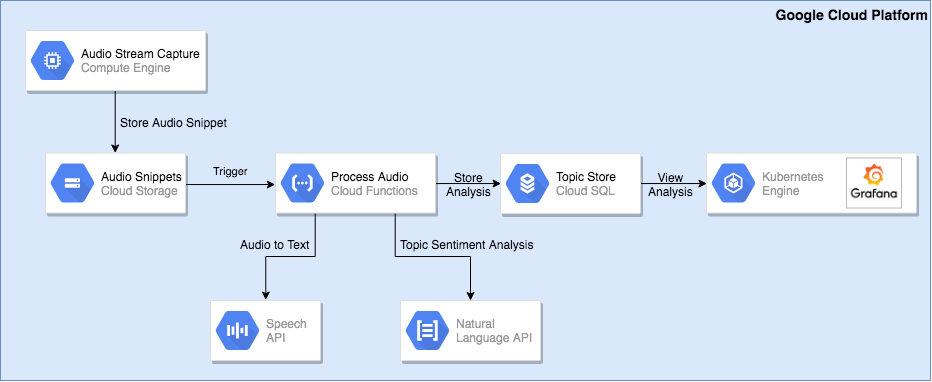 Google Cloud Platform
Audio Stream Capture
Compute Engine
Store Audio Snippet
Audio Snippets
Cloud Storage
Trigger
Process Audio
Cloud Functions
Store
Analysis
Topic Store
Cloud SQL
View
Analysis
Kubernetes
Engine
Grafana
Audio to Text
Topic Sentiment Analysis
Speech
API
Natural
Language API